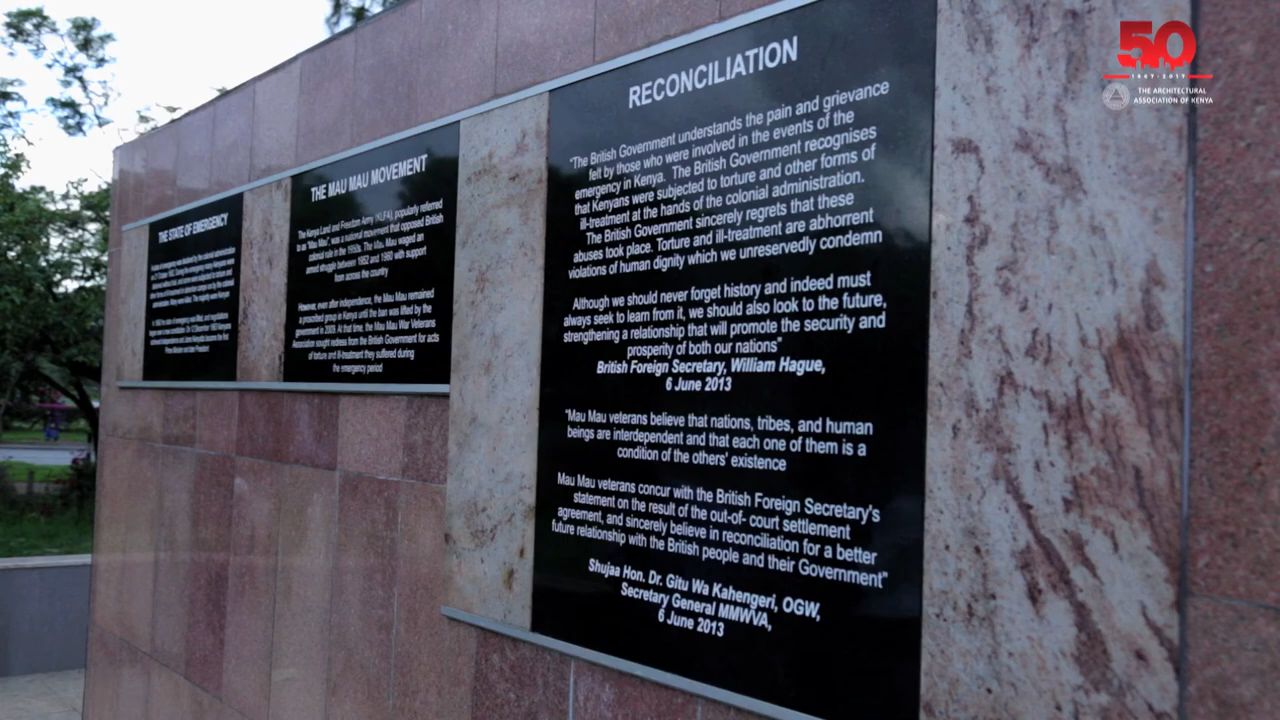 50
1967-2017
THE ARCHITECTURAL
ASSOCIATION OF KENYA
THE STATE OF EMERGENCY
THE MAU MAU MOVEMENT
The Kenya Land and Freedom Army (KLFA), popularly referred
to as "Mau Mau", was a national movement that opposed British
colonial rule in the 1950s. The Mau Mau waged an
armed struggle between 1952 and 1960 with support
from across the country
However, even after independence, the Mau Mau remained
a proscribed group in Kenya until the ban was lifted by the
government in 2003. At that time, the Mau Mau War Veterans
Association sought redress from the British Government for acts
of torture and ill-treatment they suffered during
the emergency period
RECONCILIATION
"The British Government understands the pain and grievance
felt by those who were involved in the events of the
emergency in Kenya. The British Government recognises
that Kenyans were subjected to torture and other forms of
ill-treatment at the hands of the colonial administration.
The British Government sincerely regrets that these
abuses took place. Torture and ill-treatment are abhorrent
violations of human dignity which we unreservedly condemn
Although we should never forget history and indeed must
always seek to learn from it, we should also look to the future,
strengthening a relationship that will promote the security and
prosperity of both our nations"
British Foreign Secretary, William Hague,
6 June 2013
"Mau Mau veterans believe that nations, tribes, and human
beings are interdependent and that each one of them is a
condition of the others' existence
Mau Mau veterans concur with the British Foreign Secretary's
statement on the result of the out-of- court settlement
agreement, and sincerely believe in reconciliation for a better
future relationship with the British people and their Government"
Shujaa Hon. Dr. Gitu Wa Kahengeri, OGW,
Secretary General MMWVA,
6 June 2013